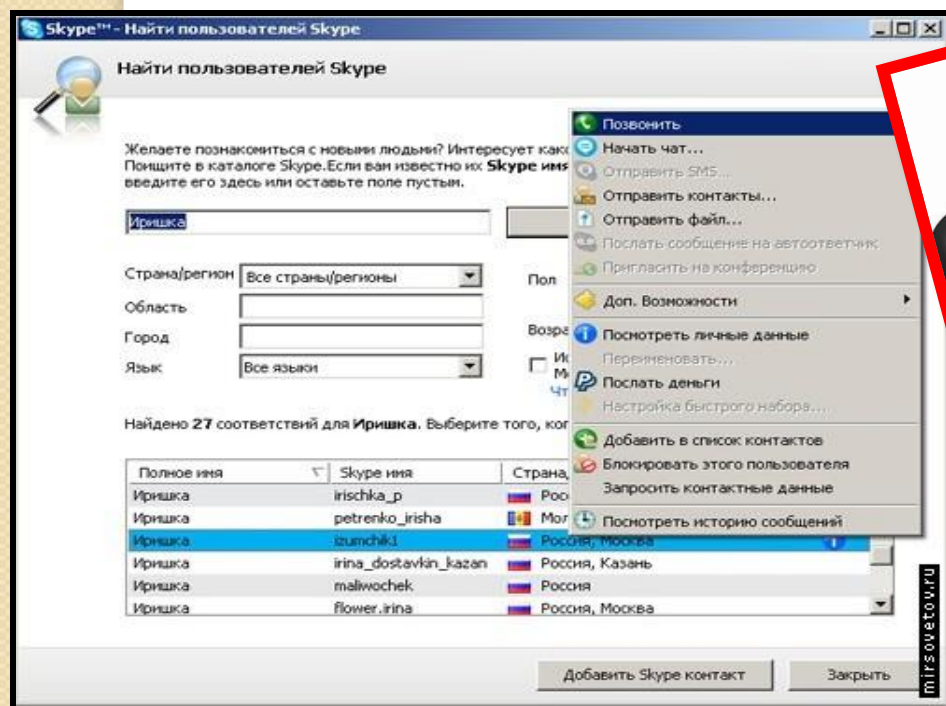 Skype™ - Найти пользователей Skype
Найти пользователей Skype
Желаете познакомиться с новыми людьми? Интересует
Поищите в каталоге Skype.Если вам известно их Skype имя
введите его здесь или оставьте поле пустым.
Иришка
Страна/регион Все страны/регионы
Пол
Область
Город
Язык Все языки
Найдено 27 соответствий для Иришка. Выберите того,
Позвонить
Начать чат...
Отправить SMS...
Отправить контакты...
Отправить файл...
Послать сообщение на автоответчик
Пригласить на конференцию
Доп. Возможности
Посмотреть личные данные
Переименовать...
Послать деньги
Настройка быстрого набора...
Добавить в список контактов
Блокировать этого пользователя
Запросить контактные данные
Посмотреть историю сообщений
Полное имя Skype имя Страна,
Иришка irischka_p
Иришка petrenko_irisha
Иришка izumchik1 Россия, Москва
Иришка irina_dostavkin_kazan Россия, Казань
Иришка maliwochek Россия
Иришка flower.irina Россия, Москва
Добавить Skype контакт Закрыть
mirsovetov.ru